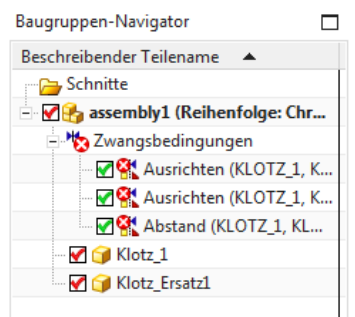 Baugruppen-Navigator
Beschreibender Teilename
Schnitte
assembly1 (Reihenfolge: Chr...
Zwangsbedingungen
Ausrichten (KLOTZ_1, K...
Ausrichten (KLOTZ_1, K...
Abstand (KLOTZ_1, KL...
Klotz_1
Klotz_Ersatz1